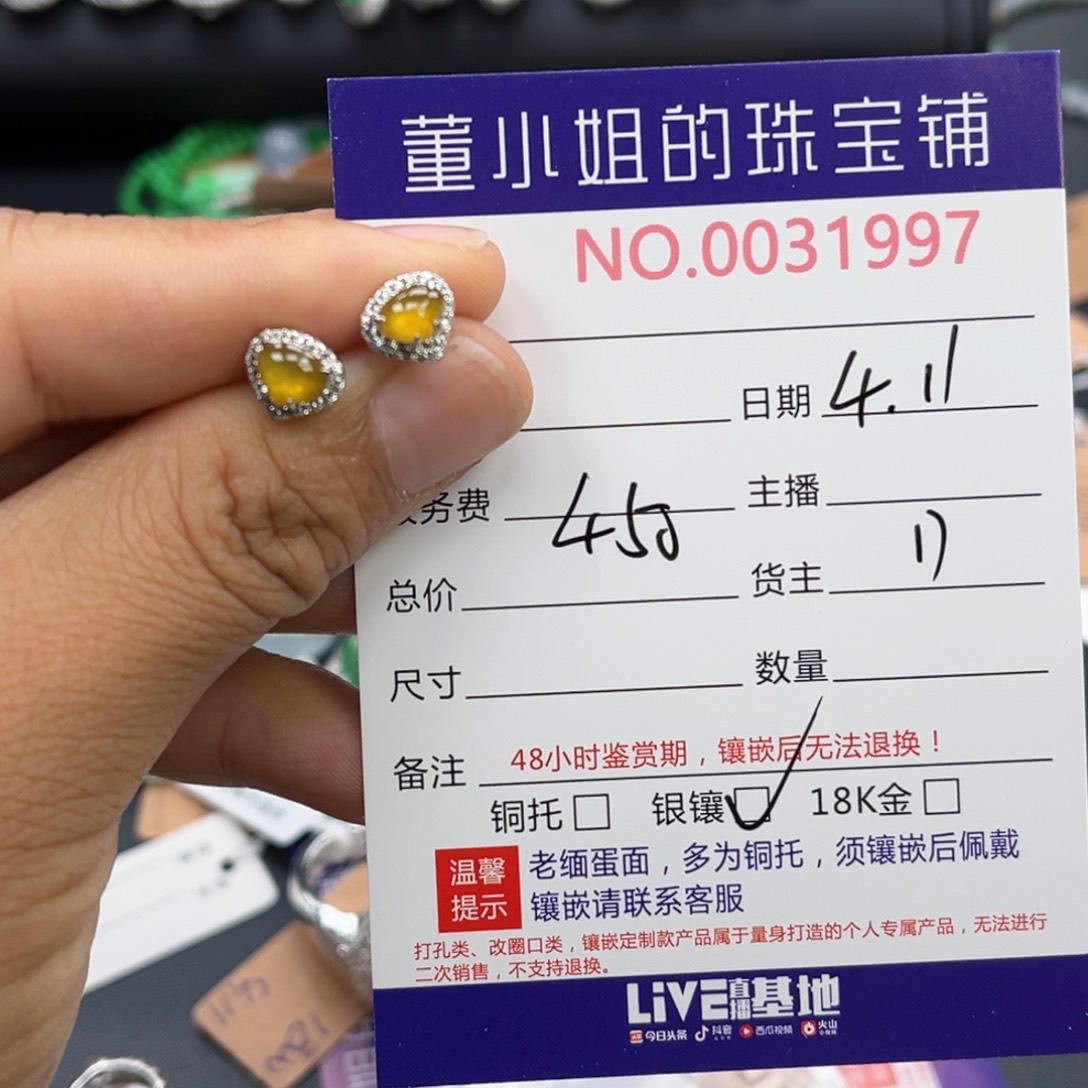 董小姐的珠宝铺
NO.0031997
日期 4.11
务费 450 主播
总价 货主 11
尺寸 数量
备注 48小时鉴赏期，镶嵌后无法退换！
铜托□ 银镶□✓ 18K金□
温馨提示 老缅蛋面，多为铜托，须镶嵌后佩戴
镶嵌请联系客服
打孔类、改圈口类，镶嵌定制款产品属于量身打造的个人专属产品，无法进行
二次销售，不支持退换。
LIVE直播基地
今日头条 抖音 西瓜视频 火山